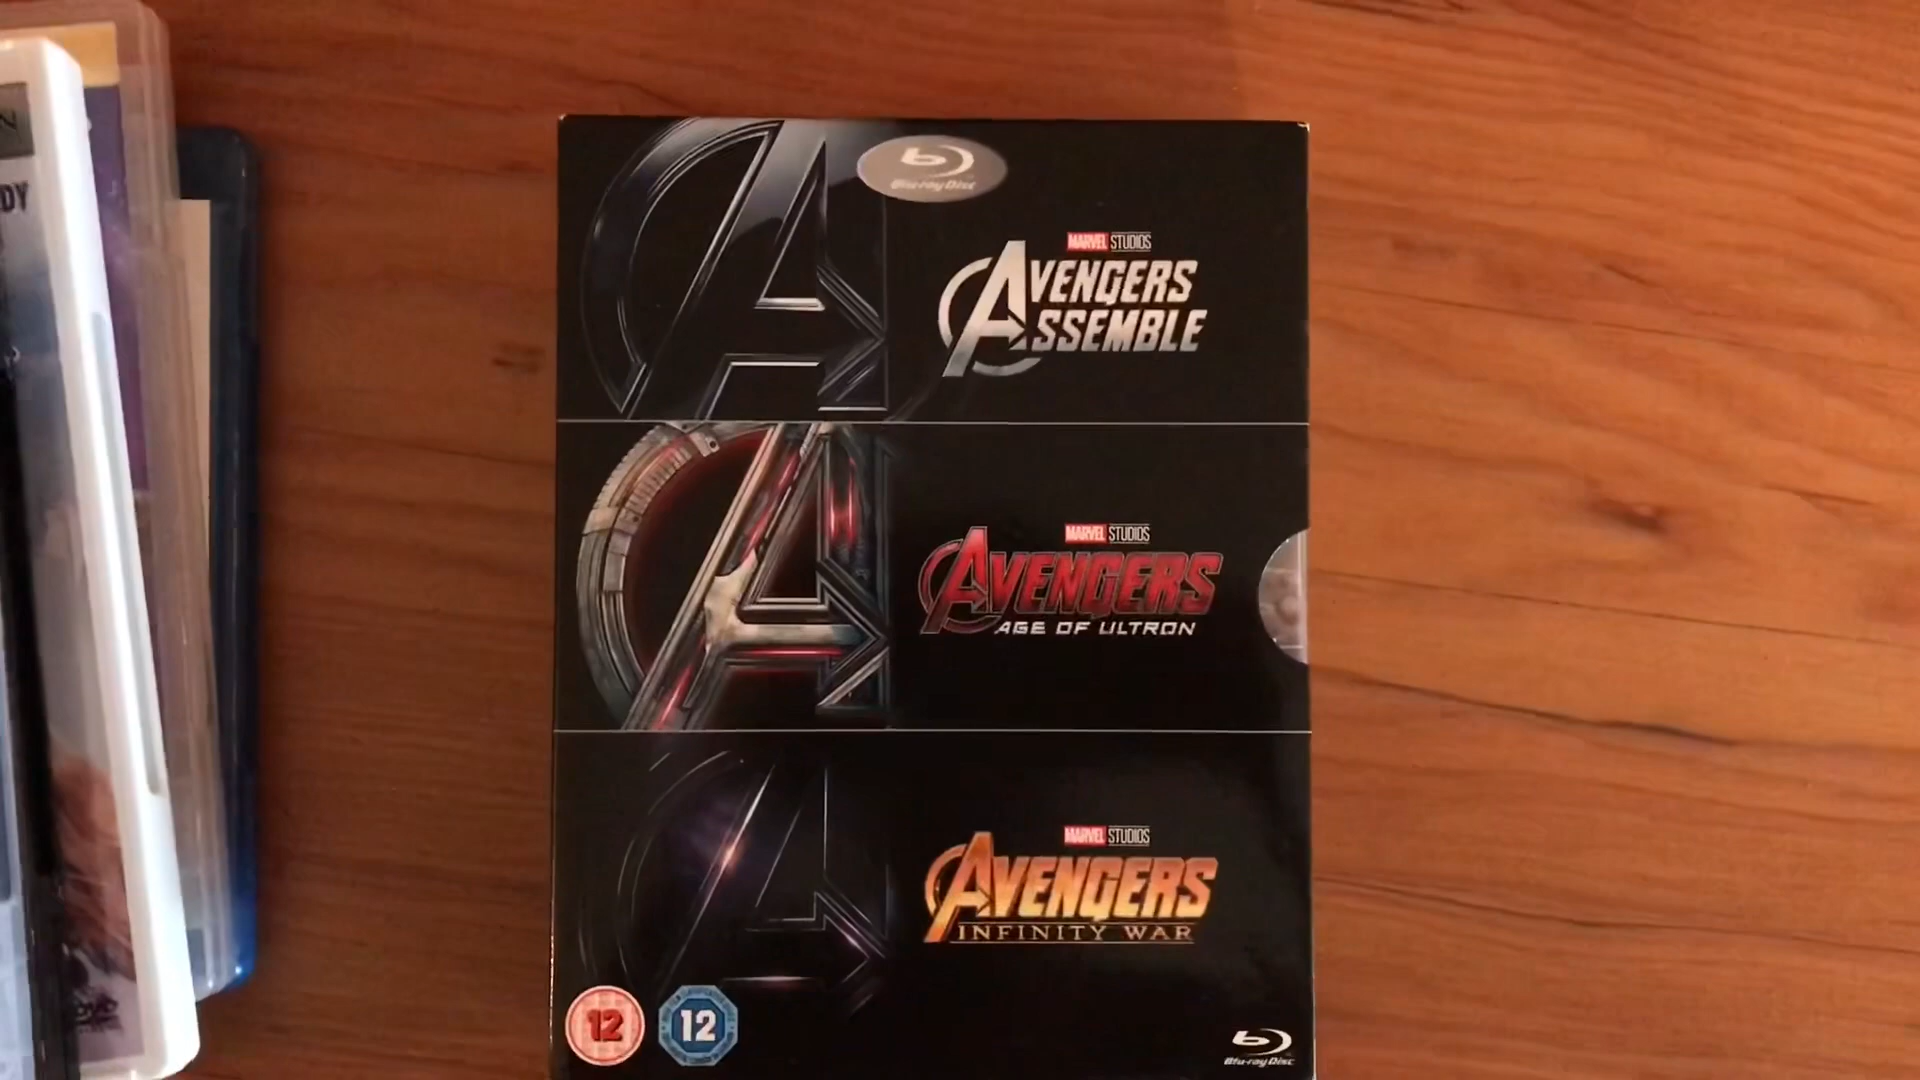 N
DY
Blu-ray Disc
MARVEL STUDIOS
AVENGERS
ASSEMBLE
MARVEL STUDIOS
AVENGERS
AGE OF ULTRON
MARVEL STUDIOS
AVENGERS
INFINITY WAR
12
12
Blu-ray Disc